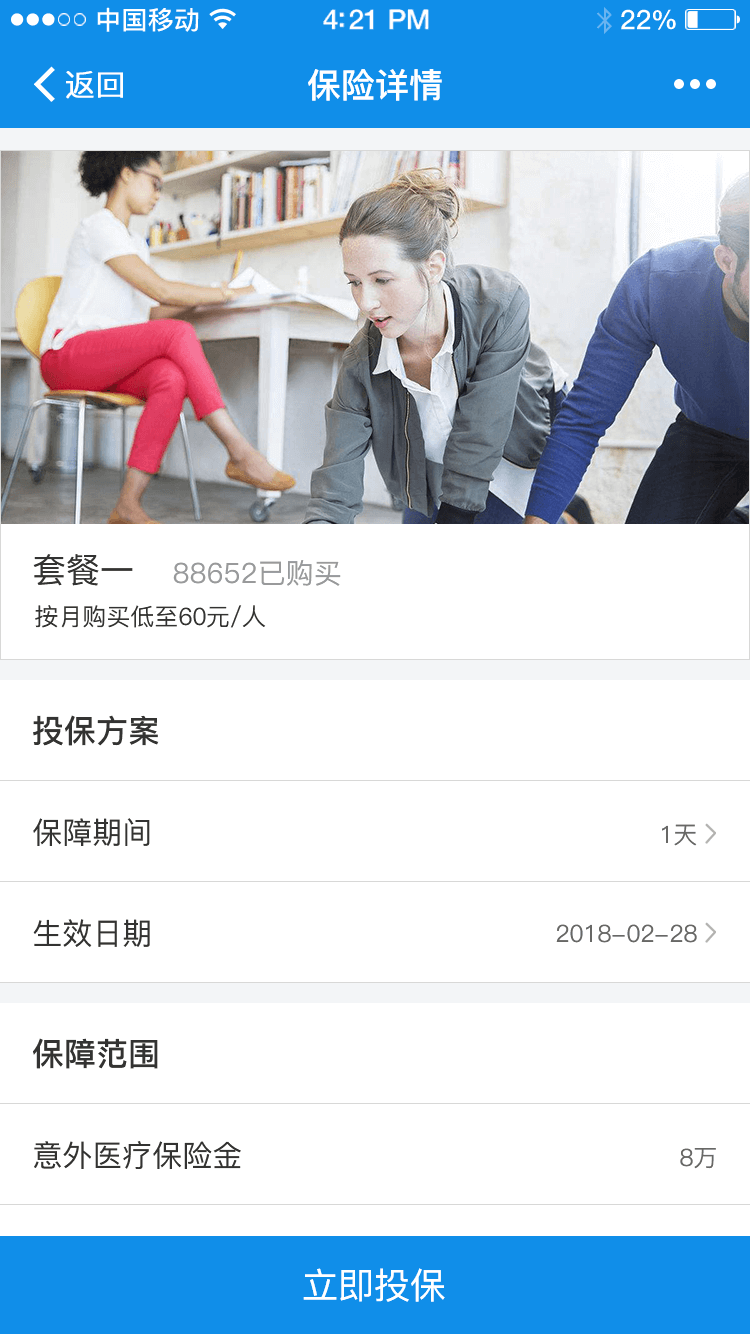 中国移动 4:21 PM 22%
返回 保险详情
套餐一 88652已购买
按月购买低至60元/人
投保方案
保障期间 1天
生效日期 2018-02-28
保障范围
意外医疗保险金 8万
立即投保